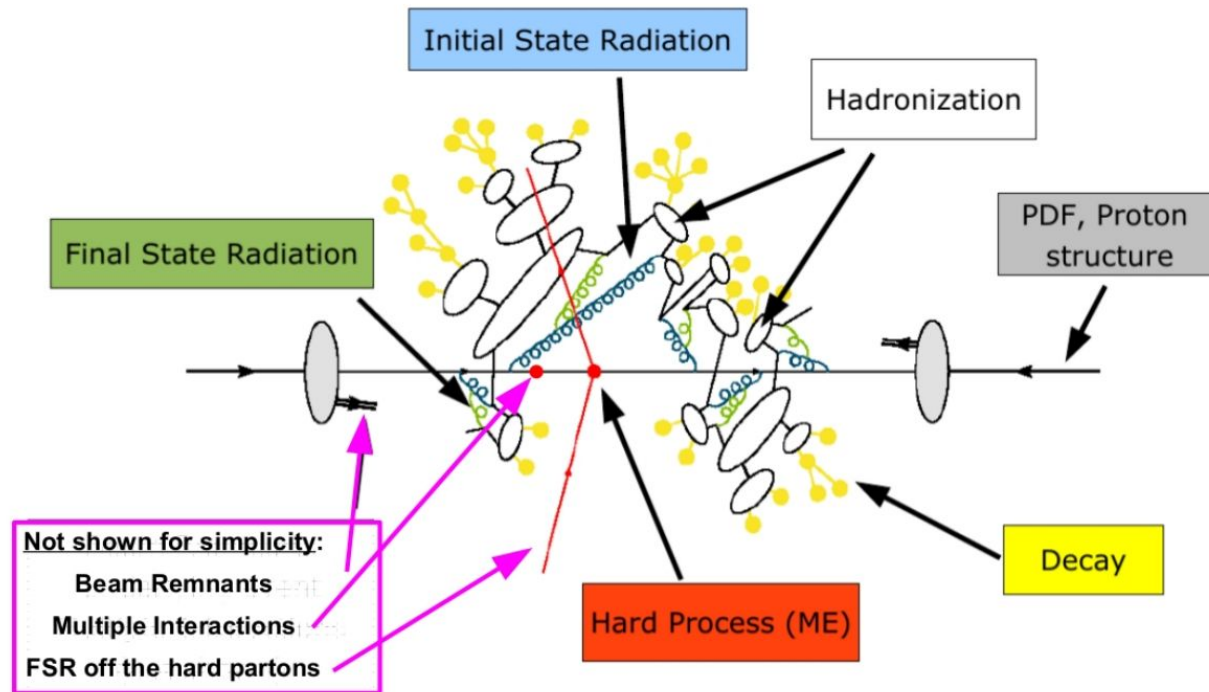 Initial State Radiation
Hadronization
PDF, Proton
structure
Final State Radiation
Not shown for simplicity:
Beam Remnants
Multiple Interactions
FSR off the hard partons
Hard Process (ME)
Decay